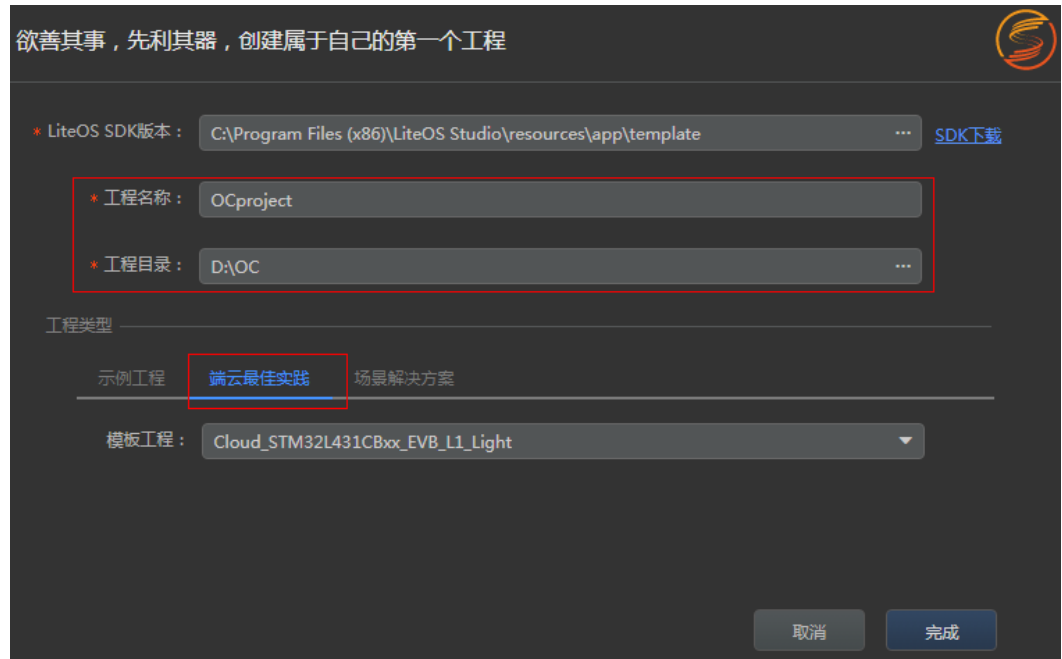 欲善其事，先利其器，创建属于自己的第一个工程
* LiteOS SDK版本： C:\Program Files (x86)\LiteOS Studio\resources\app\template ··· SDK下载
* 工程名称： OCproject
* 工程目录： D:\OC ···
工程类型
示例工程 端云最佳实践 场景解决方案
模板工程： Cloud_STM32L431CBxx_EVB_L1_Light
取消 完成